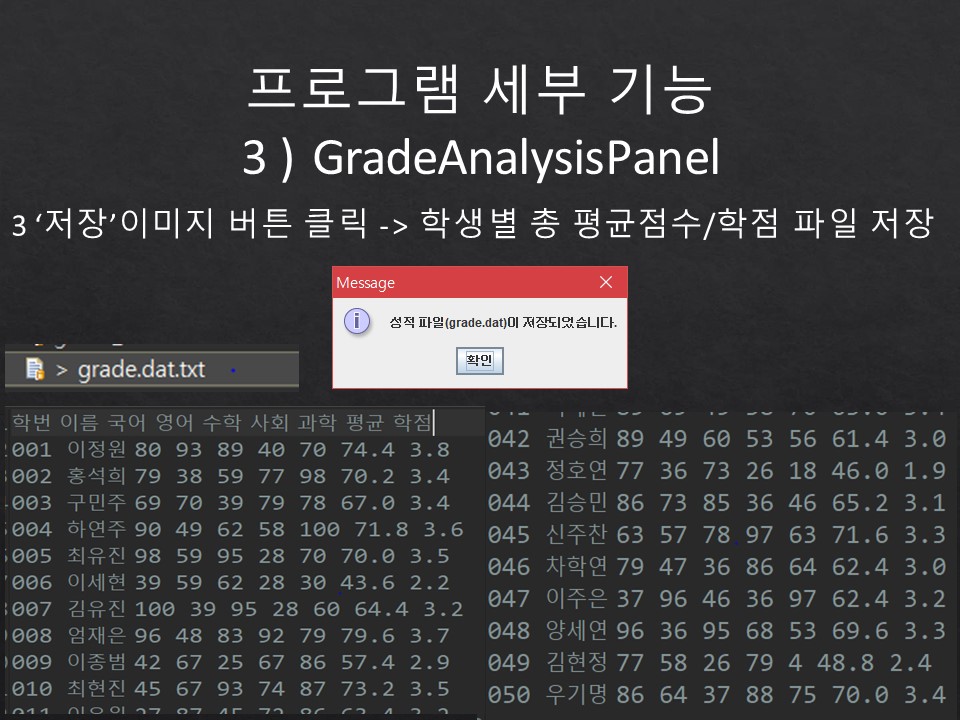 프로그램 세부 기능
3 ) GradeAnalysisPanel
3 ‘저장’이미지 버튼 클릭 -> 학생별 총 평균점수/학점 파일 저장
Message
성적 파일(grade.dat)이 저장되었습니다.
확인
> grade.dat.txt
학번 이름 국어 영어 수학 사회 과학 평균 학점
001 이정원 80 93 89 40 70 74.4 3.8
002 홍석희 79 38 59 77 98 70.2 3.4
003 구민주 69 70 39 79 78 67.0 3.4
004 하연주 90 49 62 58 100 71.8 3.6
005 최유진 98 59 95 28 70 70.0 3.5
006 이세현 39 59 62 28 30 43.6 2.2
007 김유진 100 39 95 28 60 64.4 3.2
008 엄재은 96 48 83 92 79 79.6 3.7
009 이종범 42 67 25 67 86 57.4 2.9
010 최현진 45 67 93 74 87 73.2 3.5
042 권승희 89 49 60 53 56 61.4 3.0
043 정호연 77 36 73 26 18 46.0 1.9
044 김승민 86 73 85 36 46 65.2 3.1
045 신주찬 63 57 78 97 63 71.6 3.3
046 차학연 79 47 36 86 64 62.4 3.0
047 이주은 37 96 46 36 97 62.4 3.2
048 양세연 96 36 95 68 53 69.6 3.3
049 김현정 77 58 26 79 4 48.8 2.4
050 우기명 86 64 37 88 75 70.0 3.4